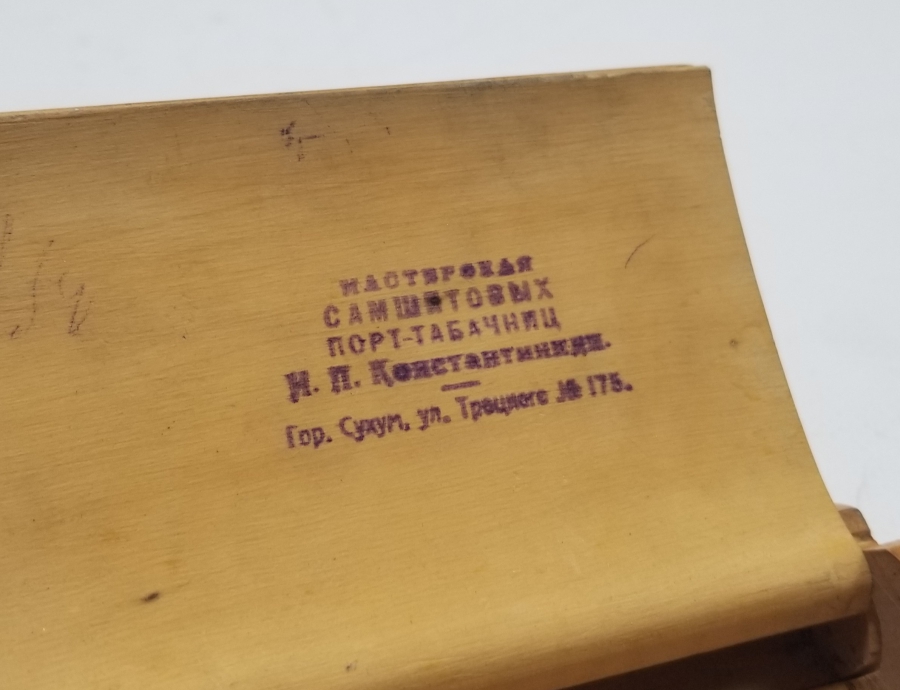 МАСТЕРСКАЯ
САМШИТОВЫХ
ПОРТ-ТАБАЧНИЦ
И. П. Константиниди.
Гор. Сухум, ул. Троцкого № 175.